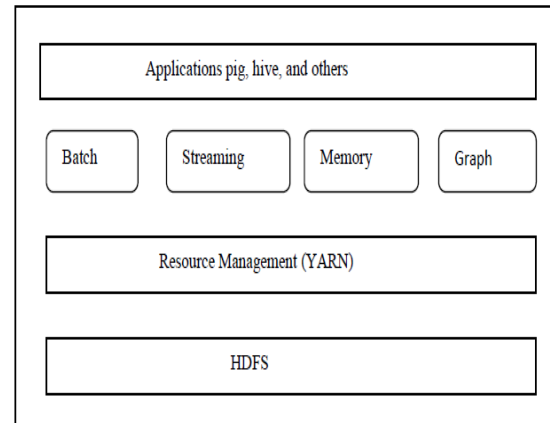 Applications pig, hive, and others
Batch
Streaming
Memory
Graph
Resource Management (YARN)
HDFS